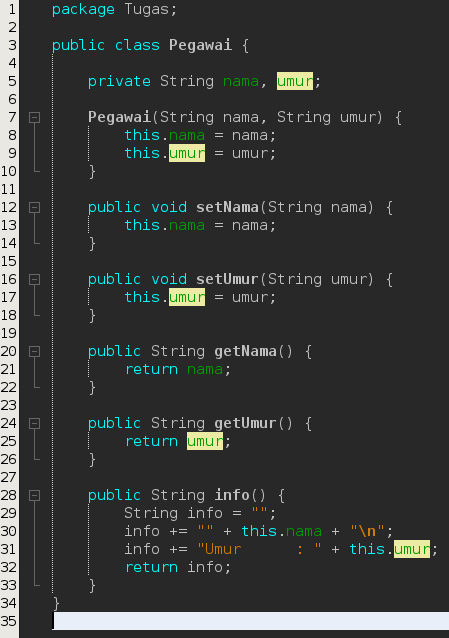 1 package Tugas;
2
3 public class Pegawai {
4
5     private String nama, umur;
6
7     Pegawai(String nama, String umur) {
8         this.nama = nama;
9         this.umur = umur;
10     }
11
12     public void setNama(String nama) {
13         this.nama = nama;
14     }
15
16     public void setUmur(String umur) {
17         this.umur = umur;
18     }
19
20     public String getNama() {
21         return nama;
22     }
23
24     public String getUmur() {
25         return umur;
26     }
27
28     public String info() {
29         String info = "";
30         info += "" + this.nama + "\n";
31         info += "Umur      : " + this.umur;
32         return info;
33     }
34 }
35